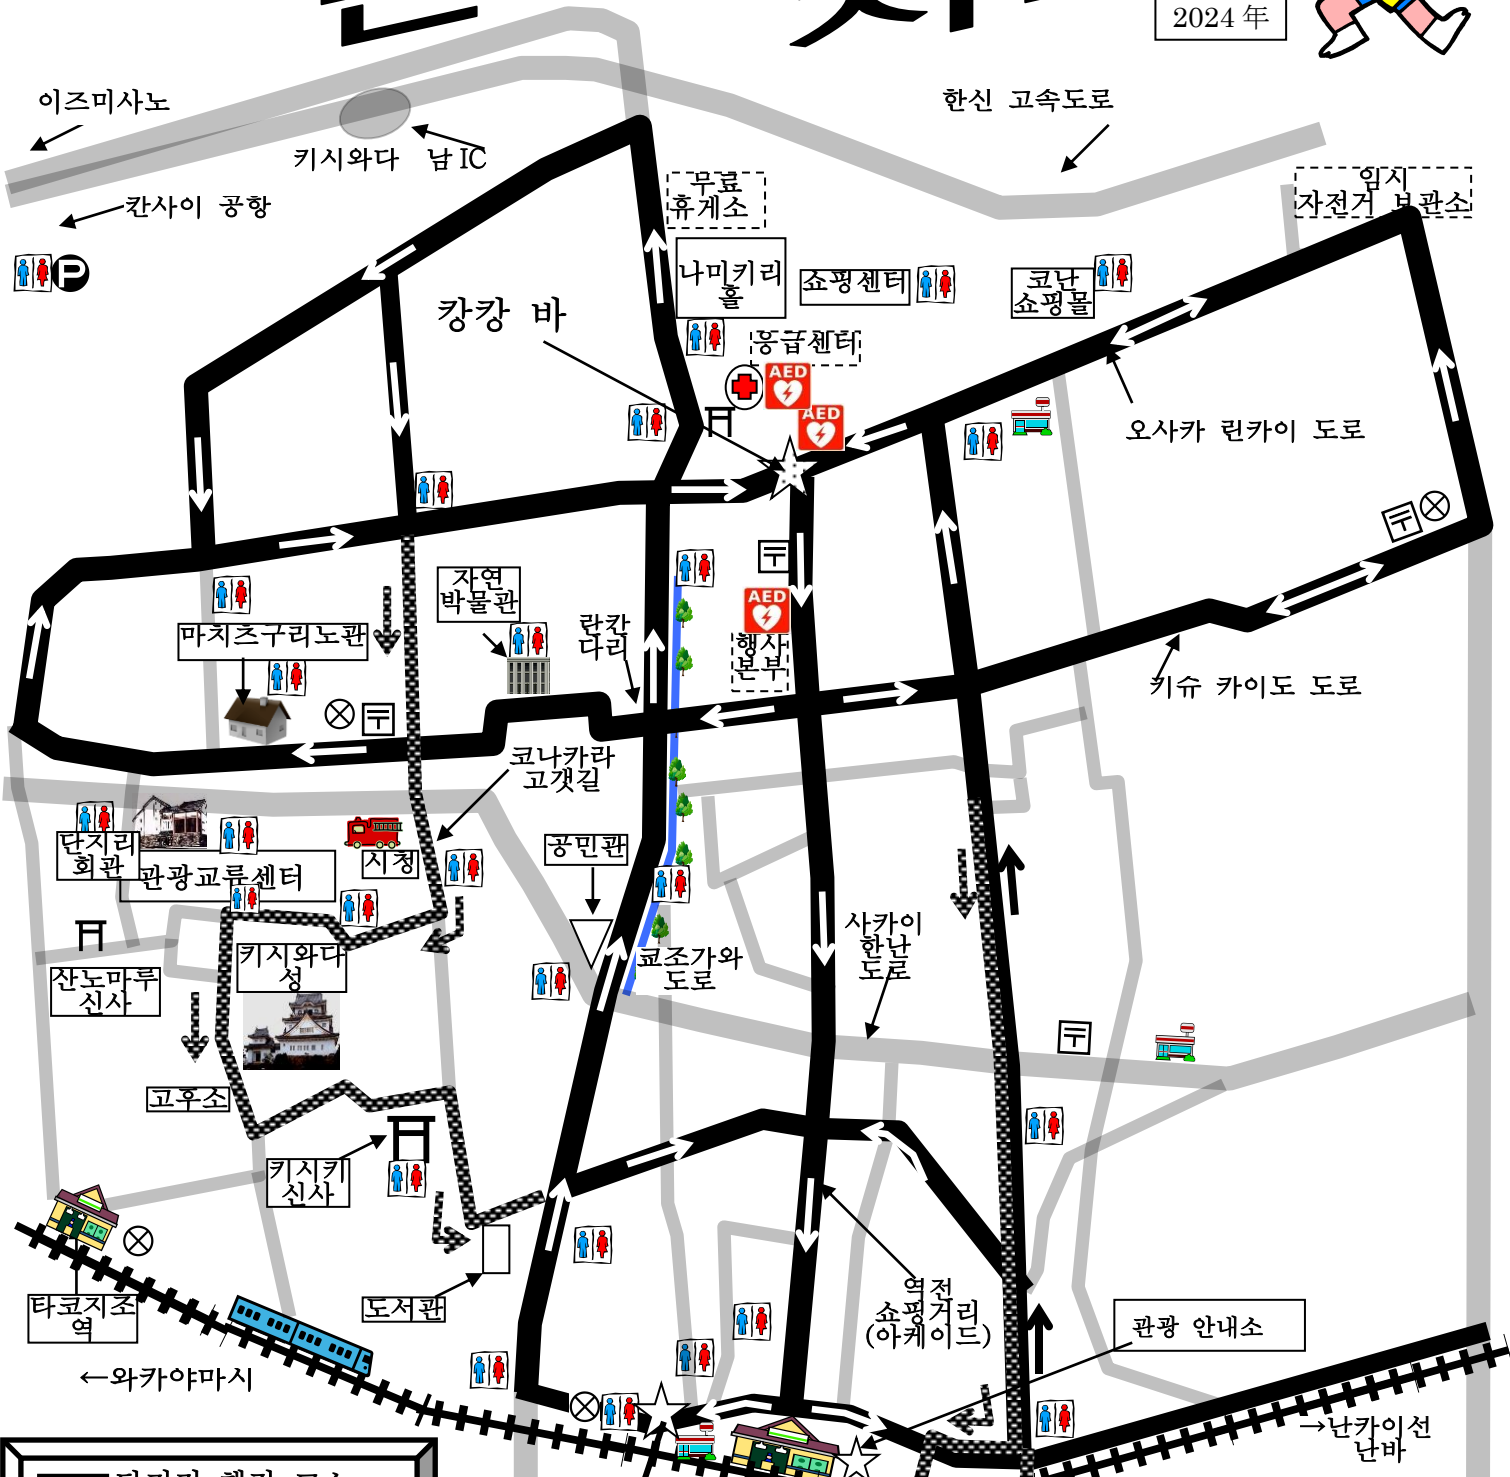 2024 年
이즈미사노
한신 고속도로
키시와다 남 IC
칸사이 공항
무료
휴게소
임시
자전거 보관소
P
나미키리
홀
쇼핑센터
코난
쇼핑몰
캉캉 바
응급센터
AED
AED
오사카 린카이 도로
자연
박물관
란칸
다리
AED
행사
본부
마치즈구리노관
키슈 카이도 도로
코나카라
고갯길
단지리
회관
관광교류센터
시청
공민관
사카이
한난
도로
쿄조가와
도로
키시와다
성
산노마루
신사
고후소
키시키
신사
타코지조
역
도서관
역전
쇼핑거리
(아케이드)
관광 안내소
←와카야마시
→난카이선
난바